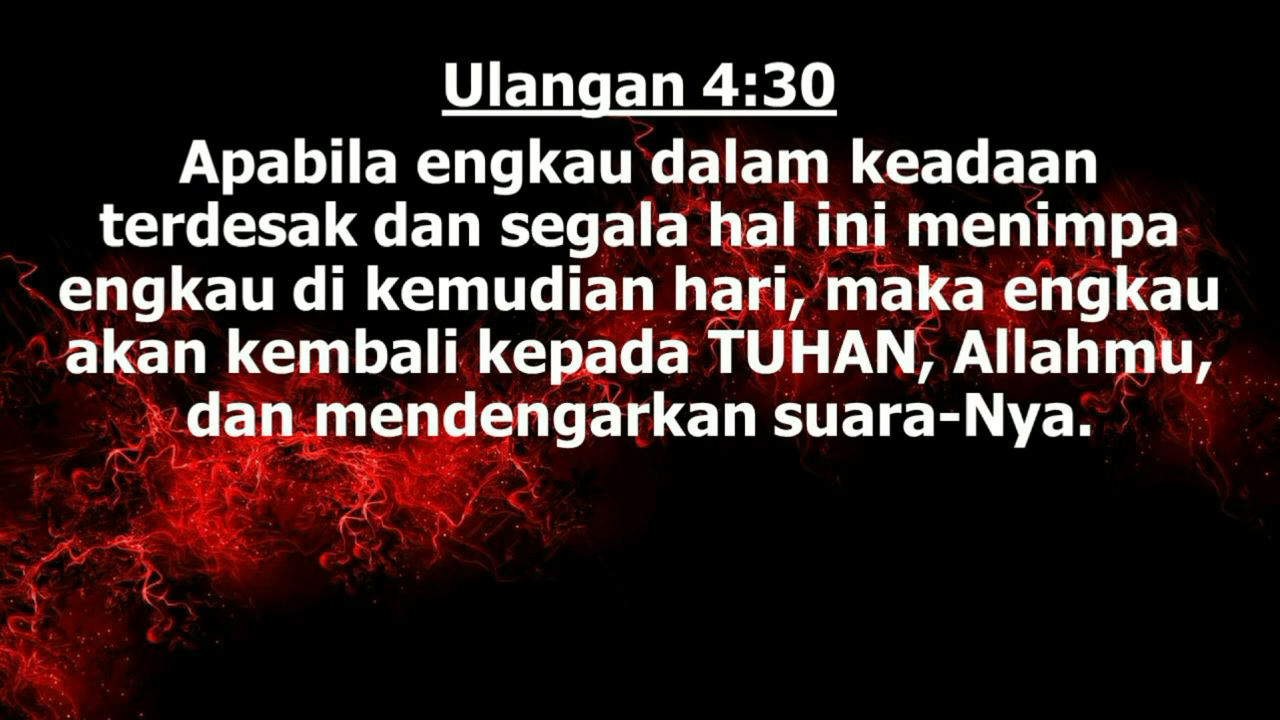 Ulangan 4:30
Apabila engkau dalam keadaan
terdesak dan segala hal ini menimpa
engkau di kemudian hari, maka engkau
akan kembali kepada TUHAN, Allahmu,
dan mendengarkan suara-Nya.